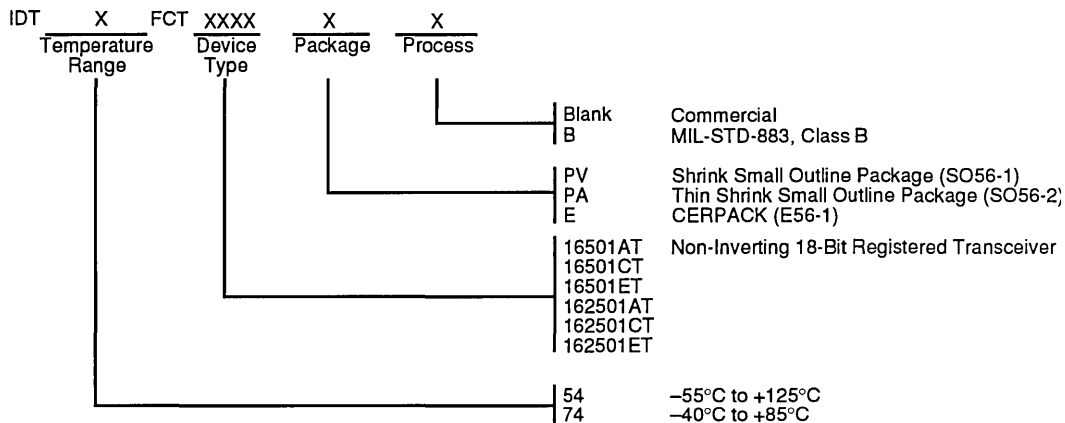 IDT X FCT XXXX X X
Temperature Range Device Type Package Process
Blank Commercial
B MIL-STD-883, Class B
PV Shrink Small Outline Package (SO56-1)
PA Thin Shrink Small Outline Package (SO56-2)
E CERPACK (E56-1)
16501AT Non-Inverting 18-Bit Registered Transceiver
16501CT
16501ET
162501AT
162501CT
162501ET
54 –55°C to +125°C
74 –40°C to +85°C